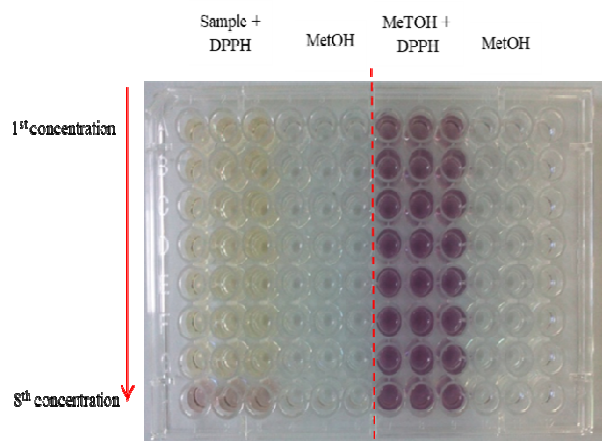 Sample +
DPPH
MetOH
MeTOH +
DPPH
MetOH
1st concentration
8th concentration
B
C
D
E
F